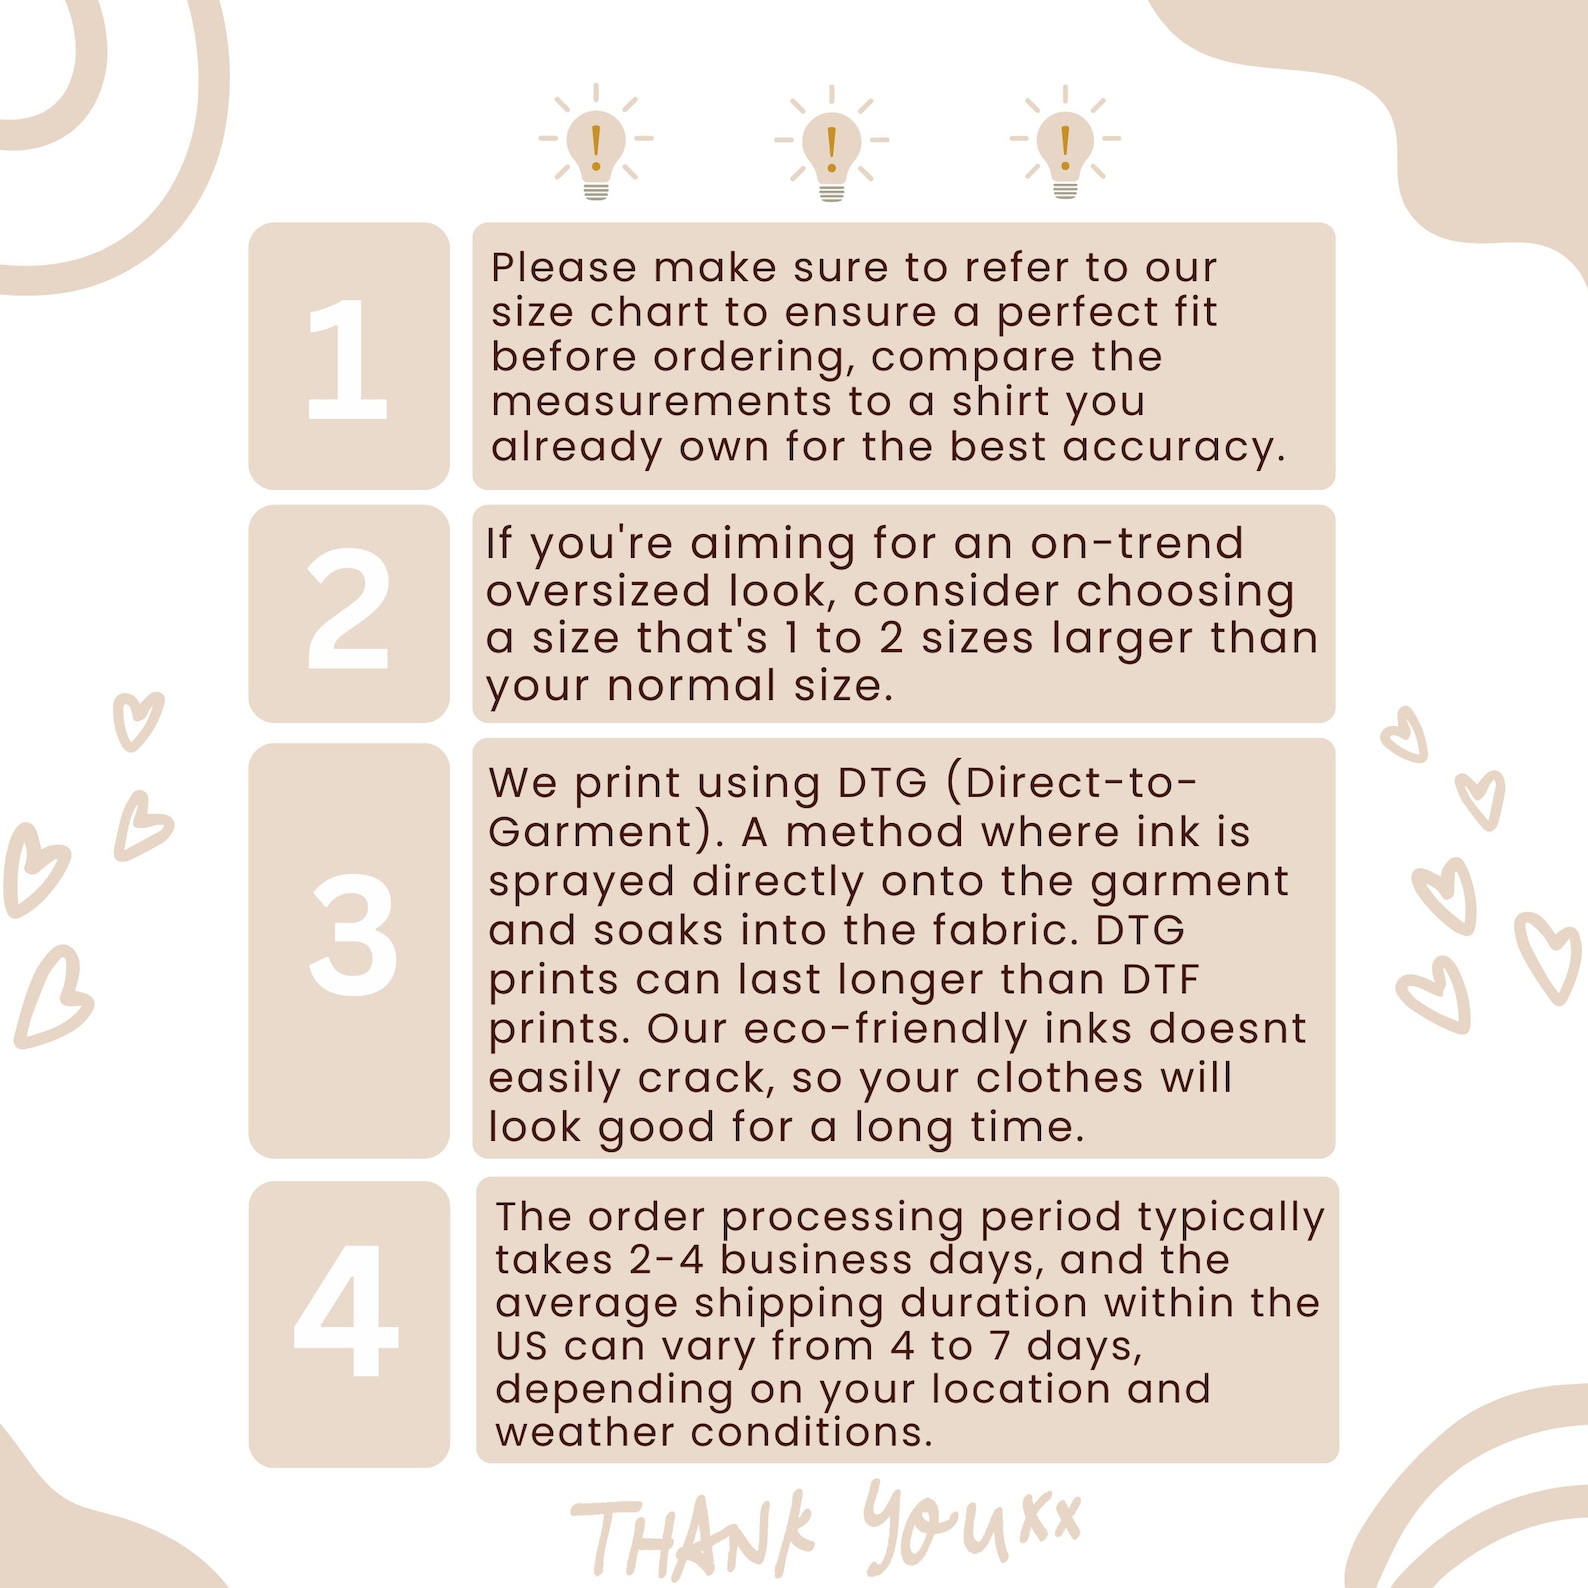 !
!
!
1
Please make sure to refer to our
size chart to ensure a perfect fit
before ordering, compare the
measurements to a shirt you
already own for the best accuracy.
2
If you're aiming for an on-trend
oversized look, consider choosing
a size that's 1 to 2 sizes larger than
your normal size.
3
We print using DTG (Direct-to-
Garment). A method where ink is
sprayed directly onto the garment
and soaks into the fabric. DTG
prints can last longer than DTF
prints. Our eco-friendly inks doesnt
easily crack, so your clothes will
look good for a long time.
4
The order processing period typically
takes 2-4 business days, and the
average shipping duration within the
US can vary from 4 to 7 days,
depending on your location and
weather conditions.
THANK YOU xx